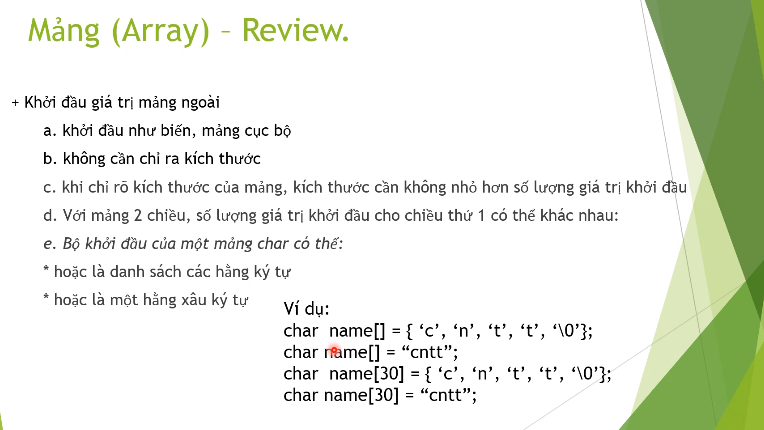 Mảng (Array) – Review.
+ Khởi đầu giá trị mảng ngoài
a. khởi đầu như biến, mảng cục bộ
b. không cần chỉ ra kích thước
c. khi chỉ rõ kích thước của mảng, kích thước cần không nhỏ hơn số lượng giá trị khởi đầu
d. Với mảng 2 chiều, số lượng giá trị khởi đầu cho chiều thứ 1 có thể khác nhau:
e. Bộ khởi đầu của một mảng char có thể:
* hoặc là danh sách các hằng ký tự
* hoặc là một hằng xâu ký tự
Ví dụ:
char name[] = { ‘c’, ‘n’, ‘t’, ‘t’, ‘\0’};
char name[] = “cntt”;
char name[30] = { ‘c’, ‘n’, ‘t’, ‘t’, ‘\0’};
char name[30] = “cntt”;